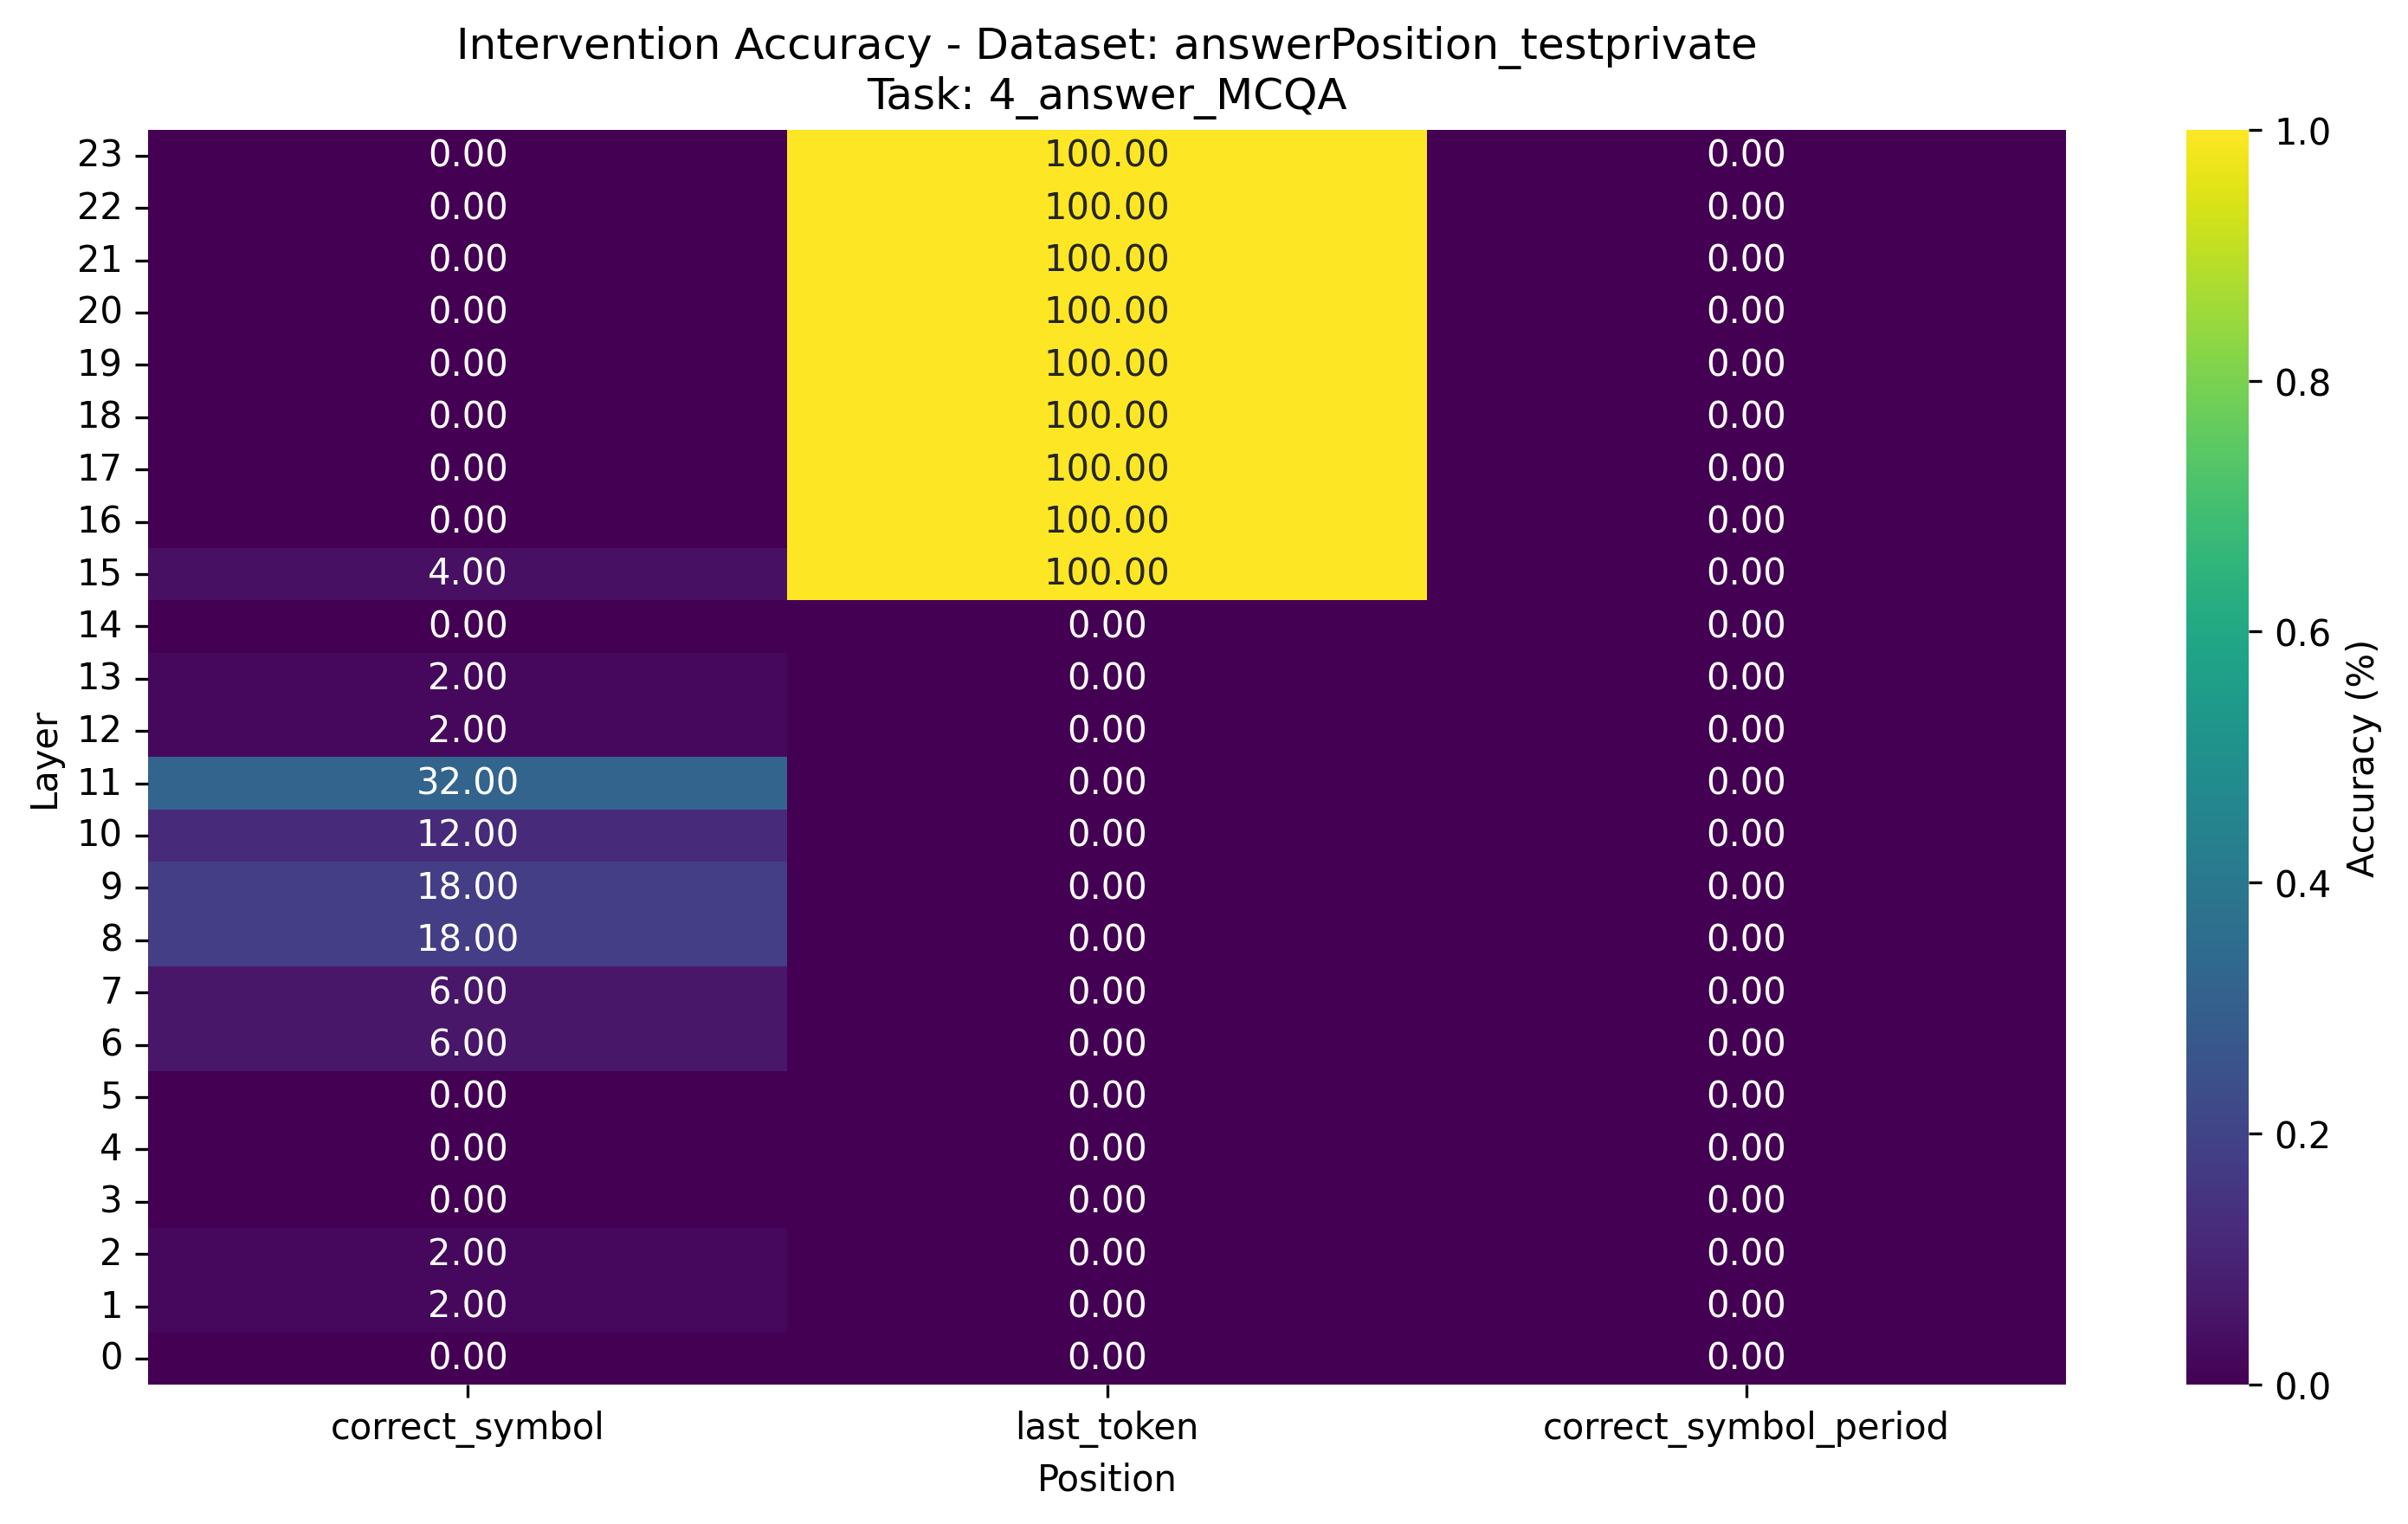 Intervention Accuracy - Dataset: answerPosition_testprivate
Task: 4_answer_MCQA
23 0.00 100.00 0.00
22 0.00 100.00 0.00
21 0.00 100.00 0.00
20 0.00 100.00 0.00
19 0.00 100.00 0.00
18 0.00 100.00 0.00
17 0.00 100.00 0.00
16 0.00 100.00 0.00
15 4.00 100.00 0.00
14 0.00 0.00 0.00
13 2.00 0.00 0.00
12 2.00 0.00 0.00
11 32.00 0.00 0.00
10 12.00 0.00 0.00
9 18.00 0.00 0.00
8 18.00 0.00 0.00
7 6.00 0.00 0.00
6 6.00 0.00 0.00
5 0.00 0.00 0.00
4 0.00 0.00 0.00
3 0.00 0.00 0.00
2 2.00 0.00 0.00
1 2.00 0.00 0.00
0 0.00 0.00 0.00
Layer
correct_symbol last_token correct_symbol_period
Position
1.0
0.8
0.6
0.4
0.2
0.0
Accuracy (%)